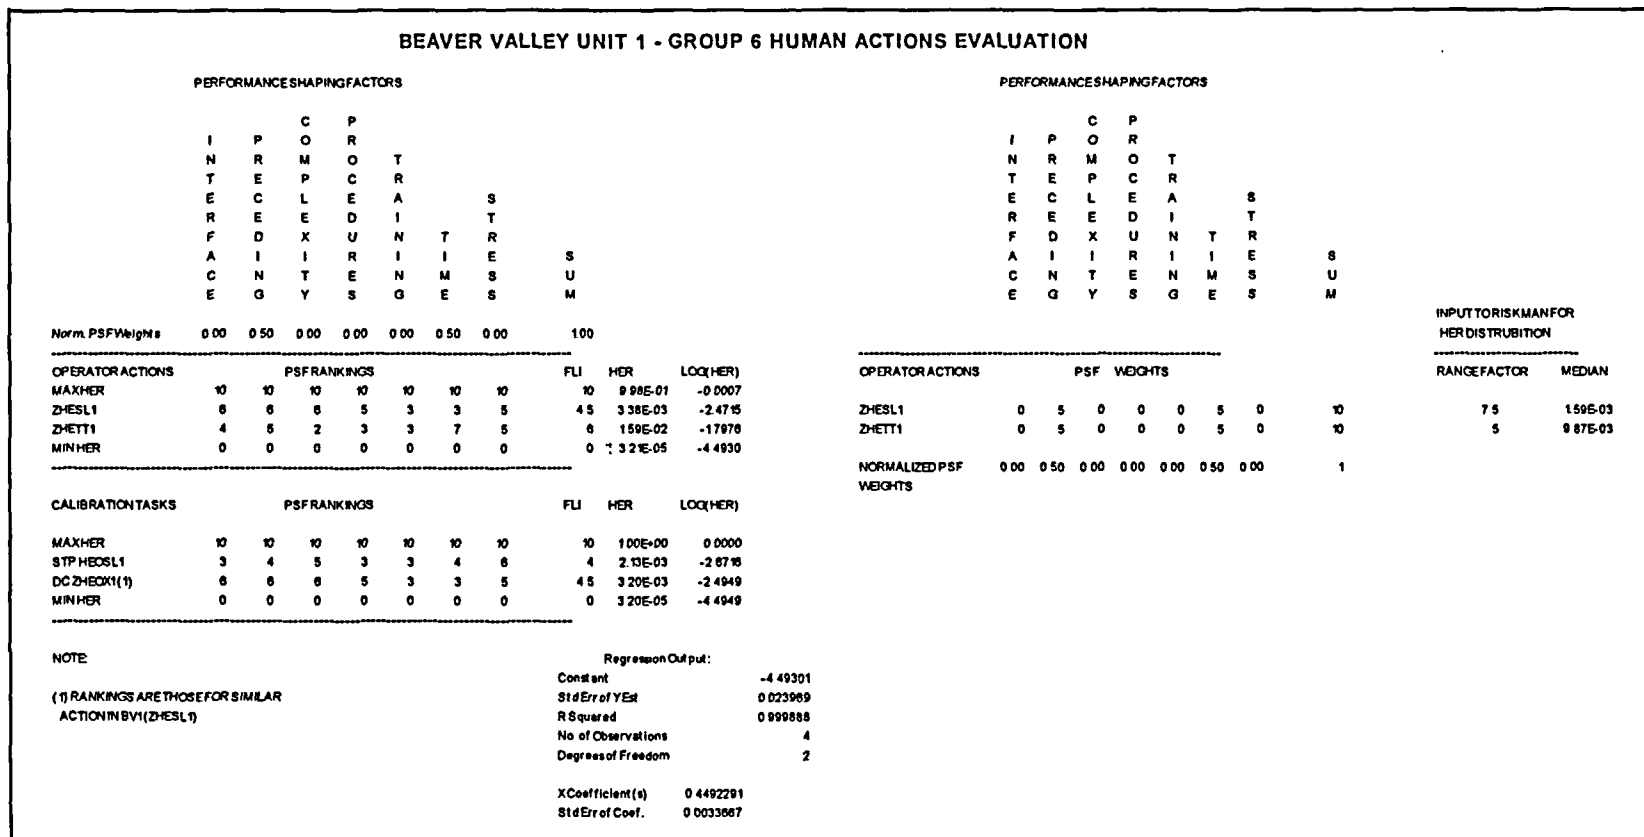 BEAVER VALLEY UNIT 1 - GROUP 6 HUMAN ACTIONS EVALUATION
PERFORMANCE SHAPING FACTORS
INTERFACE PRECEDING COMPLEXITY PROCEDURES TRAINING TIME STRESS SUM
Norm. PSF Weights 0 00 0 50 0 00 0 00 0 00 0 50 0 00 1.00
OPERATOR ACTIONS PSF RANKINGS FLI HER LOG(HER)
MAXHER 10 10 10 10 10 10 10 10 9 98E-01 -0 0007
ZHESL1 6 6 6 5 3 3 5 4 5 3 38E-03 -2.4715
ZHETT1 4 5 2 3 3 7 5 6 1.59E-02 -1.7976
MIN HER 0 0 0 0 0 0 0 0 3 21E-05 -4 4930
CALIBRATION TASKS PSF RANKINGS FLI HER LOG(HER)
MAXHER 10 10 10 10 10 10 10 10 1 00E+00 0 0000
STP HEOSL1 3 4 5 3 3 4 6 4 2.13E-03 -2 6716
DC ZHEOX1(1) 6 6 6 5 3 3 5 4 5 3 20E-03 -2 4949
MIN HER 0 0 0 0 0 0 0 0 3 20E-05 -4 4949
NOTE:
(1) RANKINGS ARE THOSE FOR SIMILAR
ACTION IN BV1 (ZHESL1)
Regression Output:
Constant -4 49301
Std Err of Y Est 0 023969
R Squared 0 999888
No of Observations 4
Degrees of Freedom 2
X Coefficient(s) 0 4492291
Std Err of Coef. 0 0033667
PERFORMANCE SHAPING FACTORS
INTERFACE PRECEDING COMPLEXITY PROCEDURES TRAINING TIME STRESS SUM
INPUT TO RISKMAN FOR
HER DISTRUBITION
OPERATOR ACTIONS PSF WEIGHTS RANGE FACTOR MEDIAN
ZHESL1 0 5 0 0 0 5 0 10 7 5 1.59E-03
ZHETT1 0 5 0 0 0 5 0 10 5 9 87E-03
NORMALIZED PSF 0 00 0 50 0 00 0 00 0 00 0 50 0 00 1
WEIGHTS